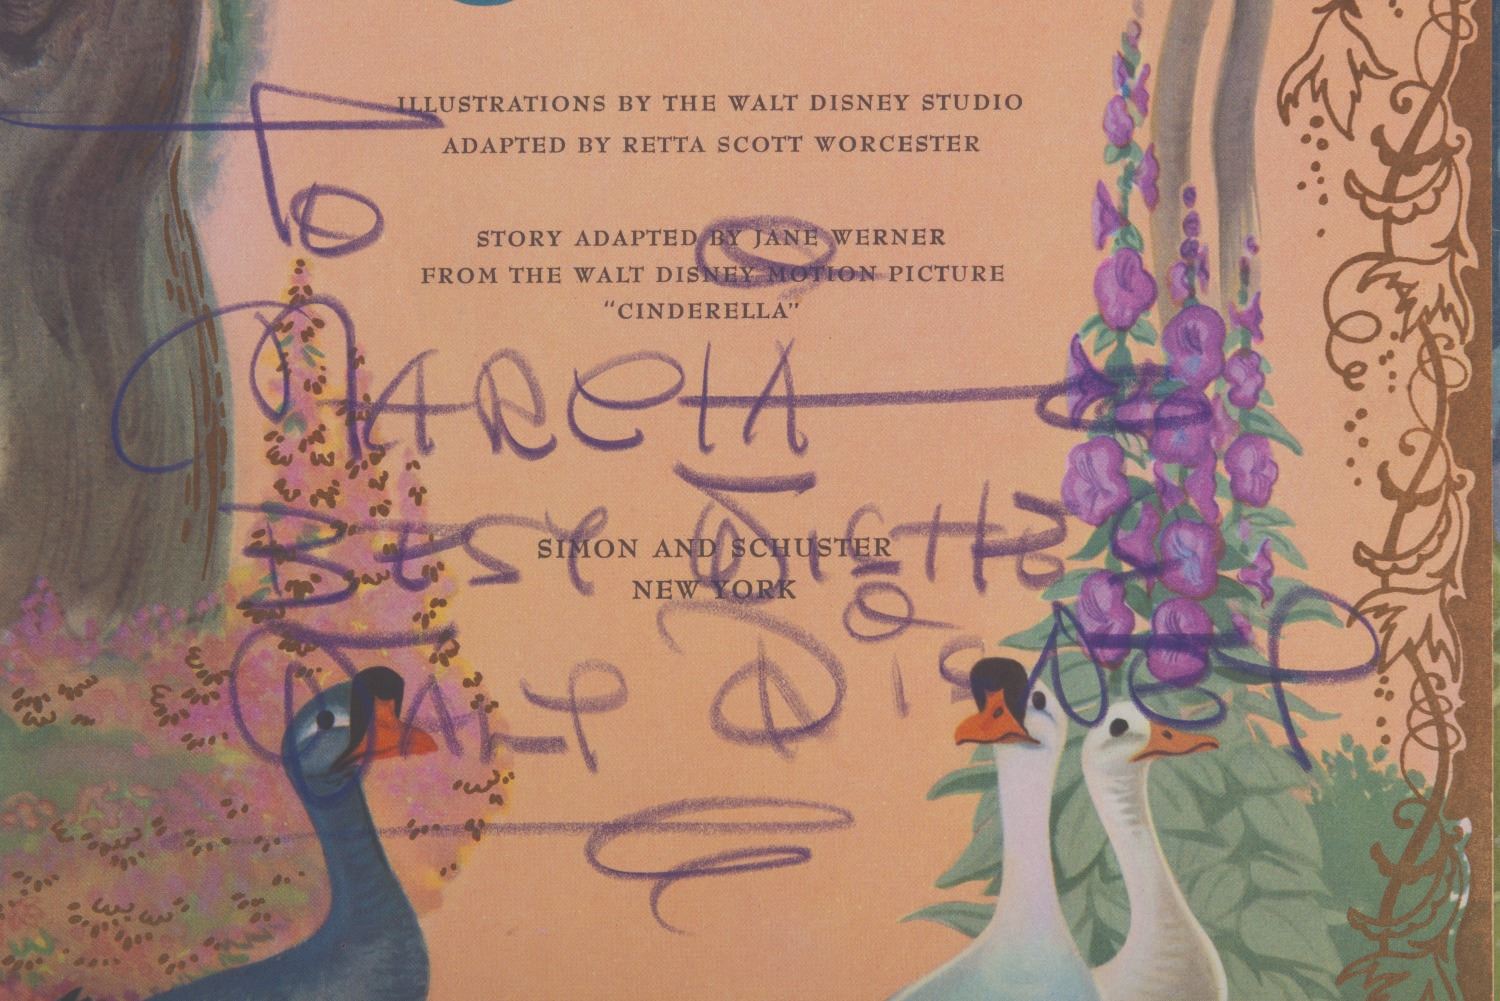 ILLUSTRATIONS BY THE WALT DISNEY STUDIO
ADAPTED BY RETTA SCOTT WORCESTER
STORY ADAPTED BY JANE WERNER
FROM THE WALT DISNEY MOTION PICTURE
"CINDERELLA"
SIMON AND SCHUSTER
NEW YORK
TO
MARCIA
BEST WISHES
WALT DISNEY